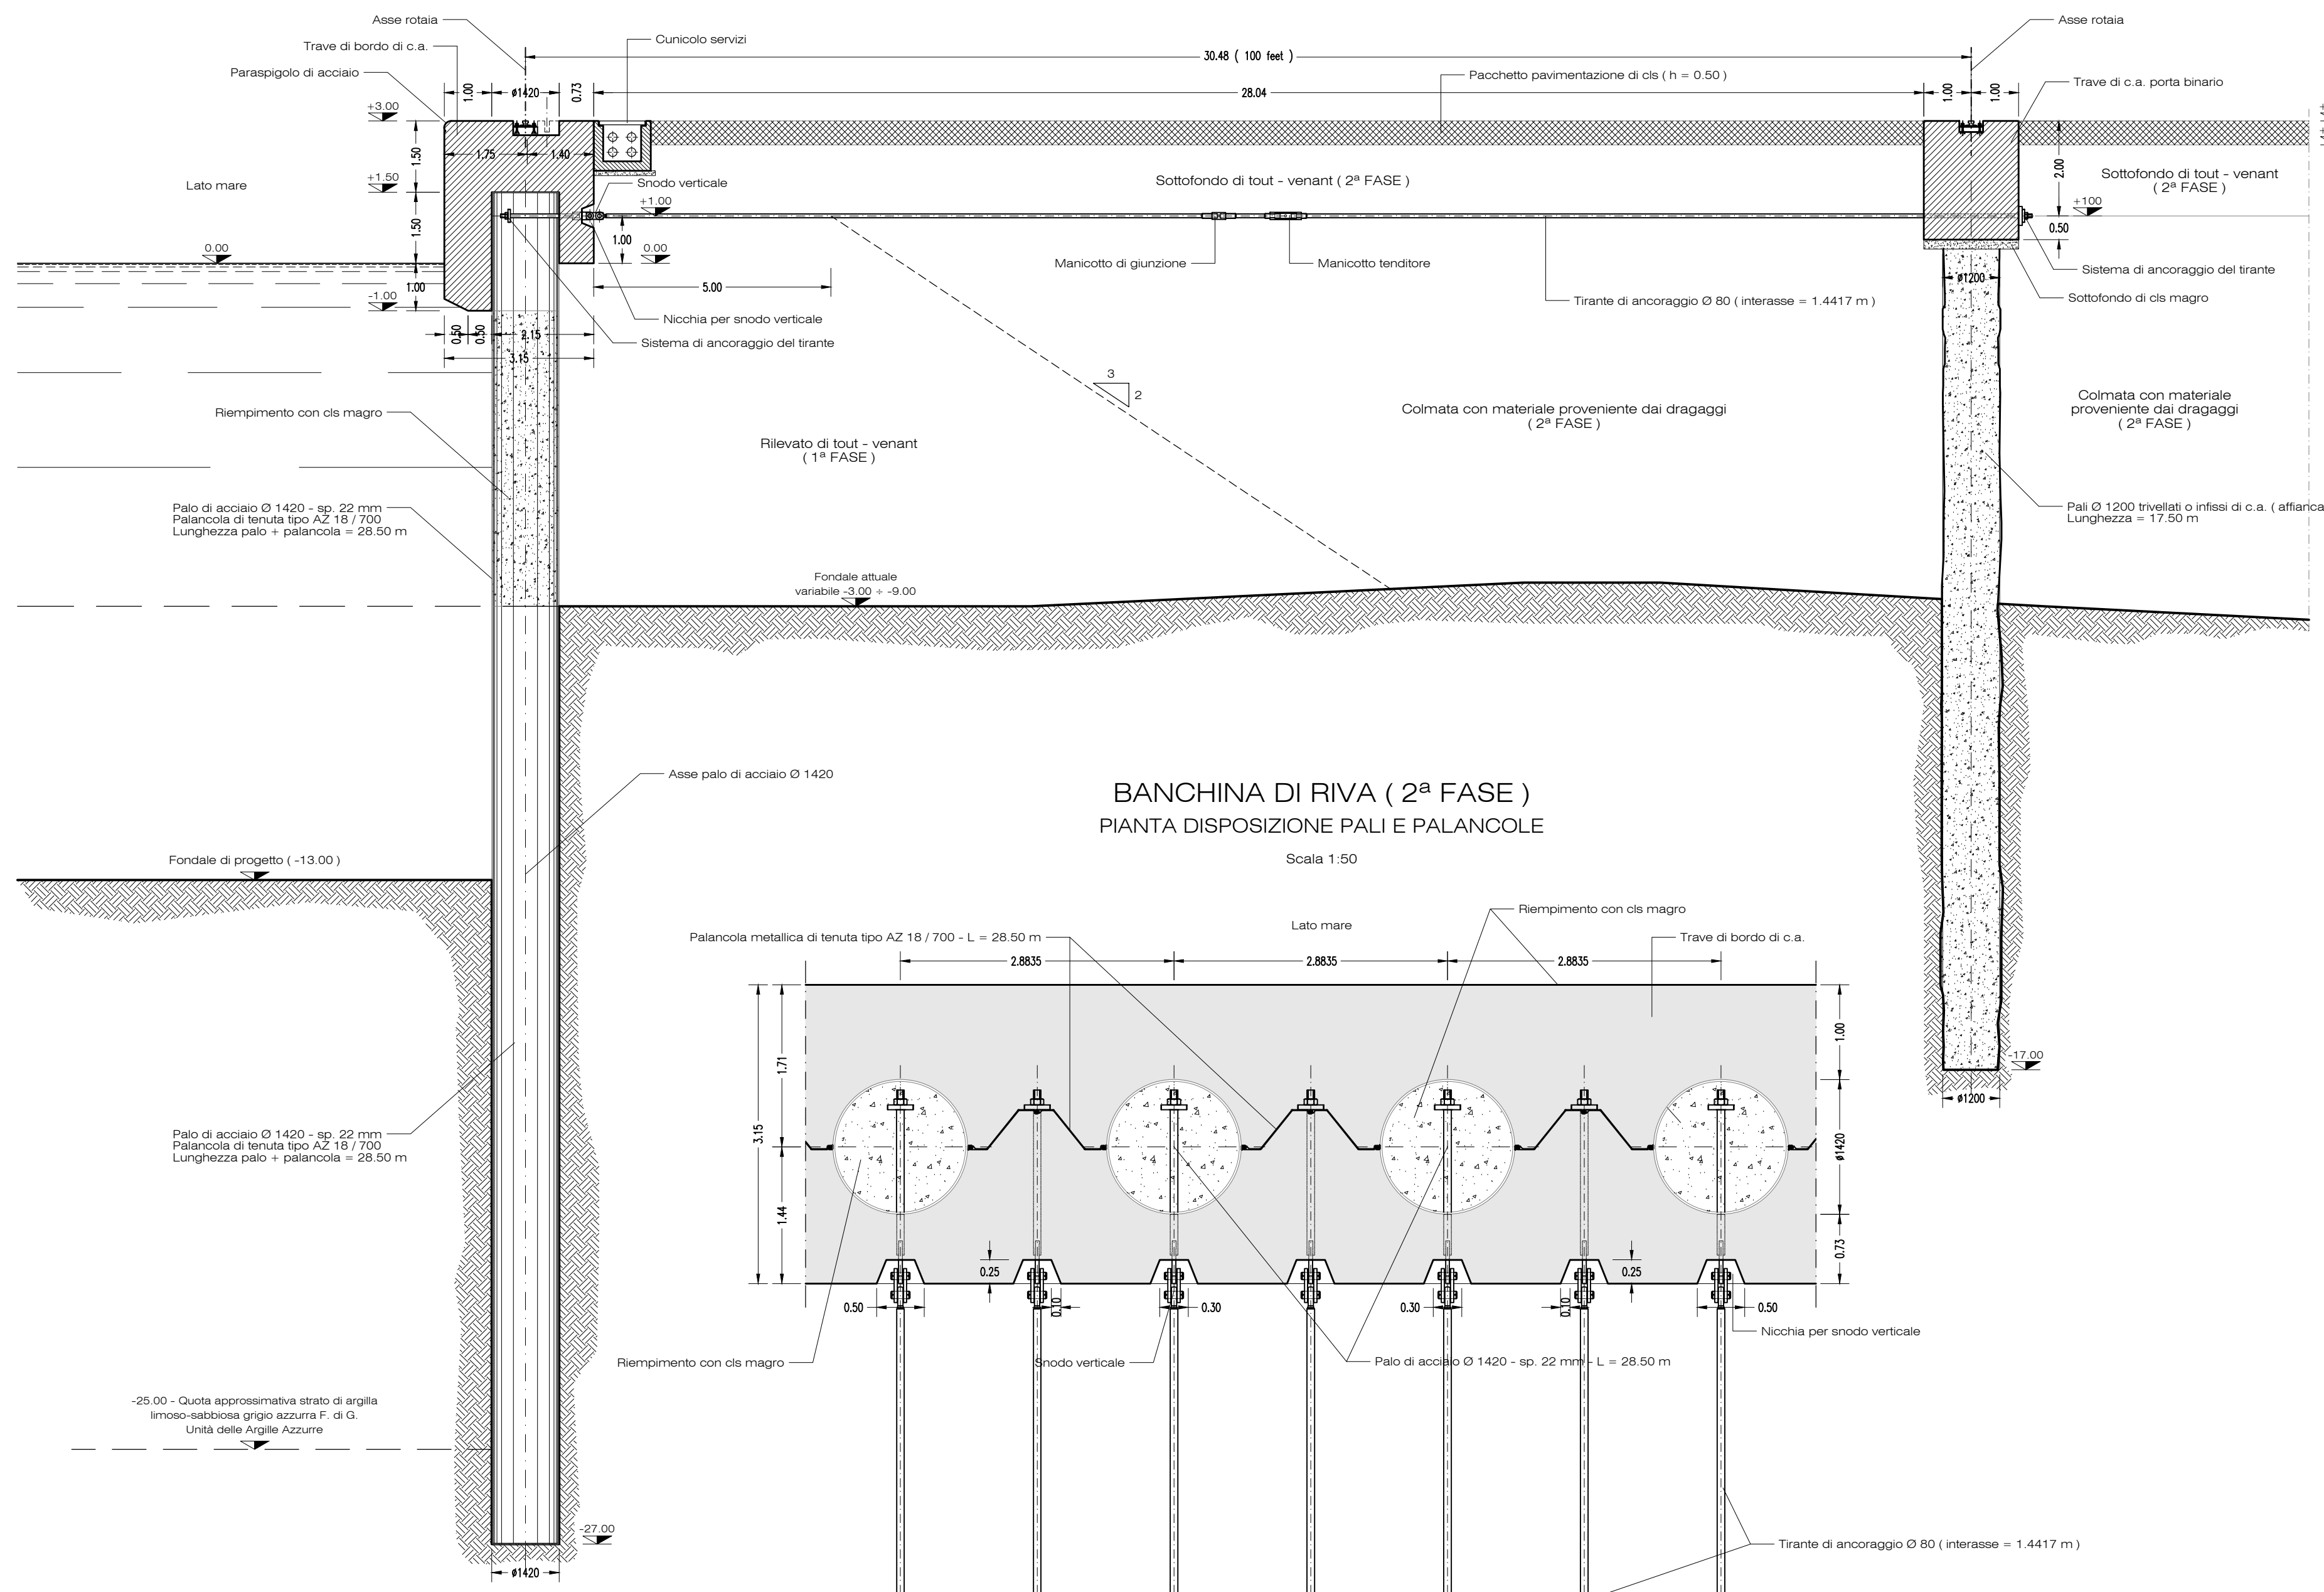 Asse rotaia
Asse rotaia
Trave di bordo di c.a.
Cunicolo servizi
30.48 ( 100 feet )
Paraspigolo di acciaio
Pacchetto pavimentazione di cls ( h = 0.50 )
Trave di c.a. porta binario
1.00
ø1420
0.73
28.04
1.00
1.00
+3.00
1.50
1.75
1.40
2.00
Lato mare
+1.50
Snodo verticale
Sottofondo di tout - venant ( 2ª FASE )
Sottofondo di tout - venant
( 2ª FASE )
+1.00
+100
1.50
1.00
0.50
0.00
0.00
Manicotto di giunzione
Manicotto tenditore
Sistema di ancoraggio del tirante
ø1200
1.00
5.00
-1.00
Tirante di ancoraggio Ø 80 ( interasse = 1.4417 m )
Sottofondo di cls magro
Nicchia per snodo verticale
0.50
0.50
2.15
Sistema di ancoraggio del tirante
3.15
3
2
Riempimento con cls magro
Colmata con materiale proveniente dai dragaggi
( 2ª FASE )
Colmata con materiale
proveniente dai dragaggi
( 2ª FASE )
Rilevato di tout - venant
( 1ª FASE )
Palo di acciaio Ø 1420 - sp. 22 mm
Palancola di tenuta tipo AZ 18 / 700
Lunghezza palo + palancola = 28.50 m
Pali Ø 1200 trivellati o infissi di c.a. ( affianca
Lunghezza = 17.50 m
Fondale attuale
variabile -3.00 ÷ -9.00
Asse palo di acciaio Ø 1420
BANCHINA DI RIVA ( 2ª FASE )
PIANTA DISPOSIZIONE PALI E PALANCOLE
Scala 1:50
Fondale di progetto ( -13.00 )
Riempimento con cls magro
Lato mare
Palancola metallica di tenuta tipo AZ 18 / 700 - L = 28.50 m
Trave di bordo di c.a.
2.8835
2.8835
2.8835
1.71
1.00
3.15
ø1420
1.44
0.73
-17.00
ø1200
Palo di acciaio Ø 1420 - sp. 22 mm
Palancola di tenuta tipo AZ 18 / 700
Lunghezza palo + palancola = 28.50 m
0.25
0.25
0.50
0.10
0.30
0.30
0.10
0.50
Nicchia per snodo verticale
Riempimento con cls magro
Snodo verticale
Palo di acciaio Ø 1420 - sp. 22 mm - L = 28.50 m
-25.00 - Quota approssimativa strato di argilla
limoso-sabbiosa grigio azzurra F. di G.
Unità delle Argille Azzurre
-27.00
Tirante di ancoraggio Ø 80 ( interasse = 1.4417 m )
ø1420